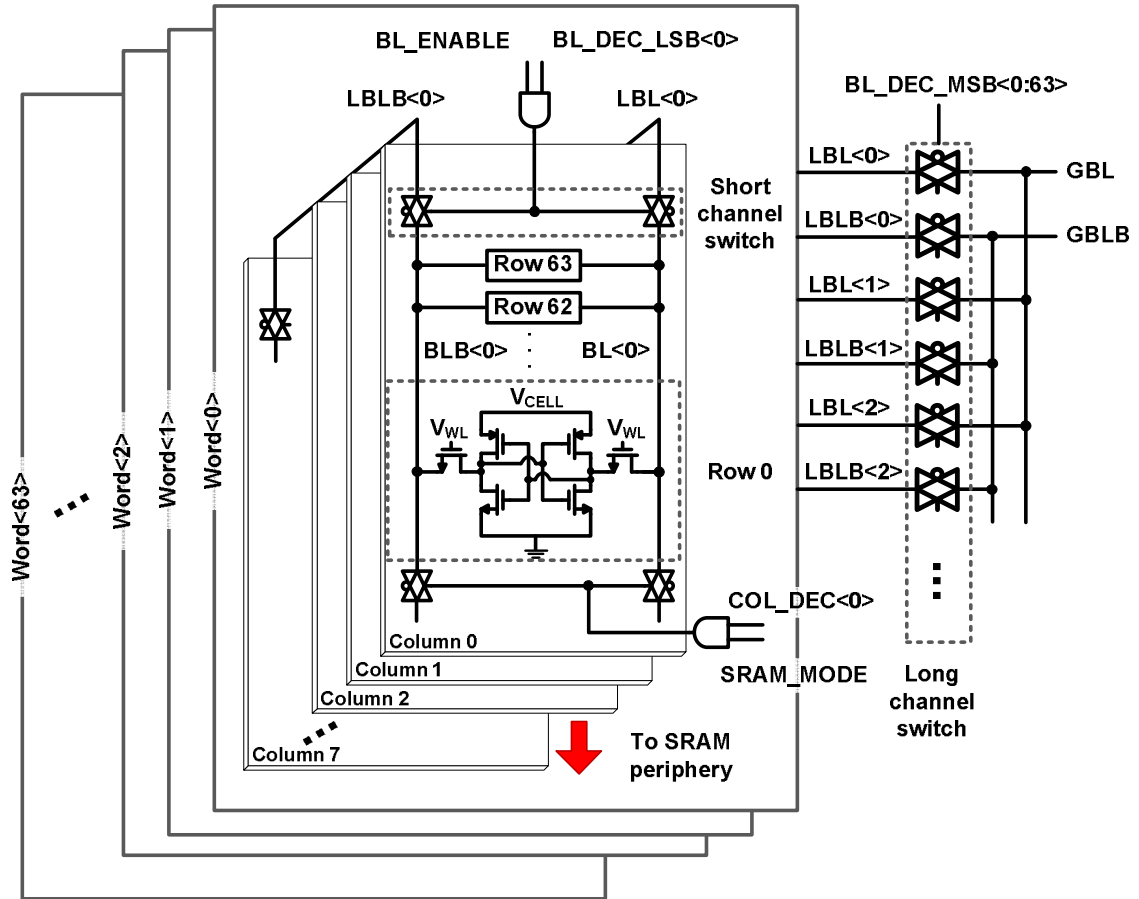 BL_ENABLE
BL_DEC_LSB<0>
LBLB<0>
LBL<0>
BL_DEC_MSB<0:63>
LBL<0>
GBL
Short
channel
switch
LBLB<0>
GBLB
Row 63
Row 62
LBL<1>
BLB<0>
BL<0>
LBLB<1>
VCELL
VWL
VWL
LBL<2>
Row 0
LBLB<2>
Word<63>
Word<2>
Word<1>
Word<0>
COL_DEC<0>
SRAM_MODE
Column 0
Column 1
Column 2
Column 7
Long
channel
switch
To SRAM
periphery